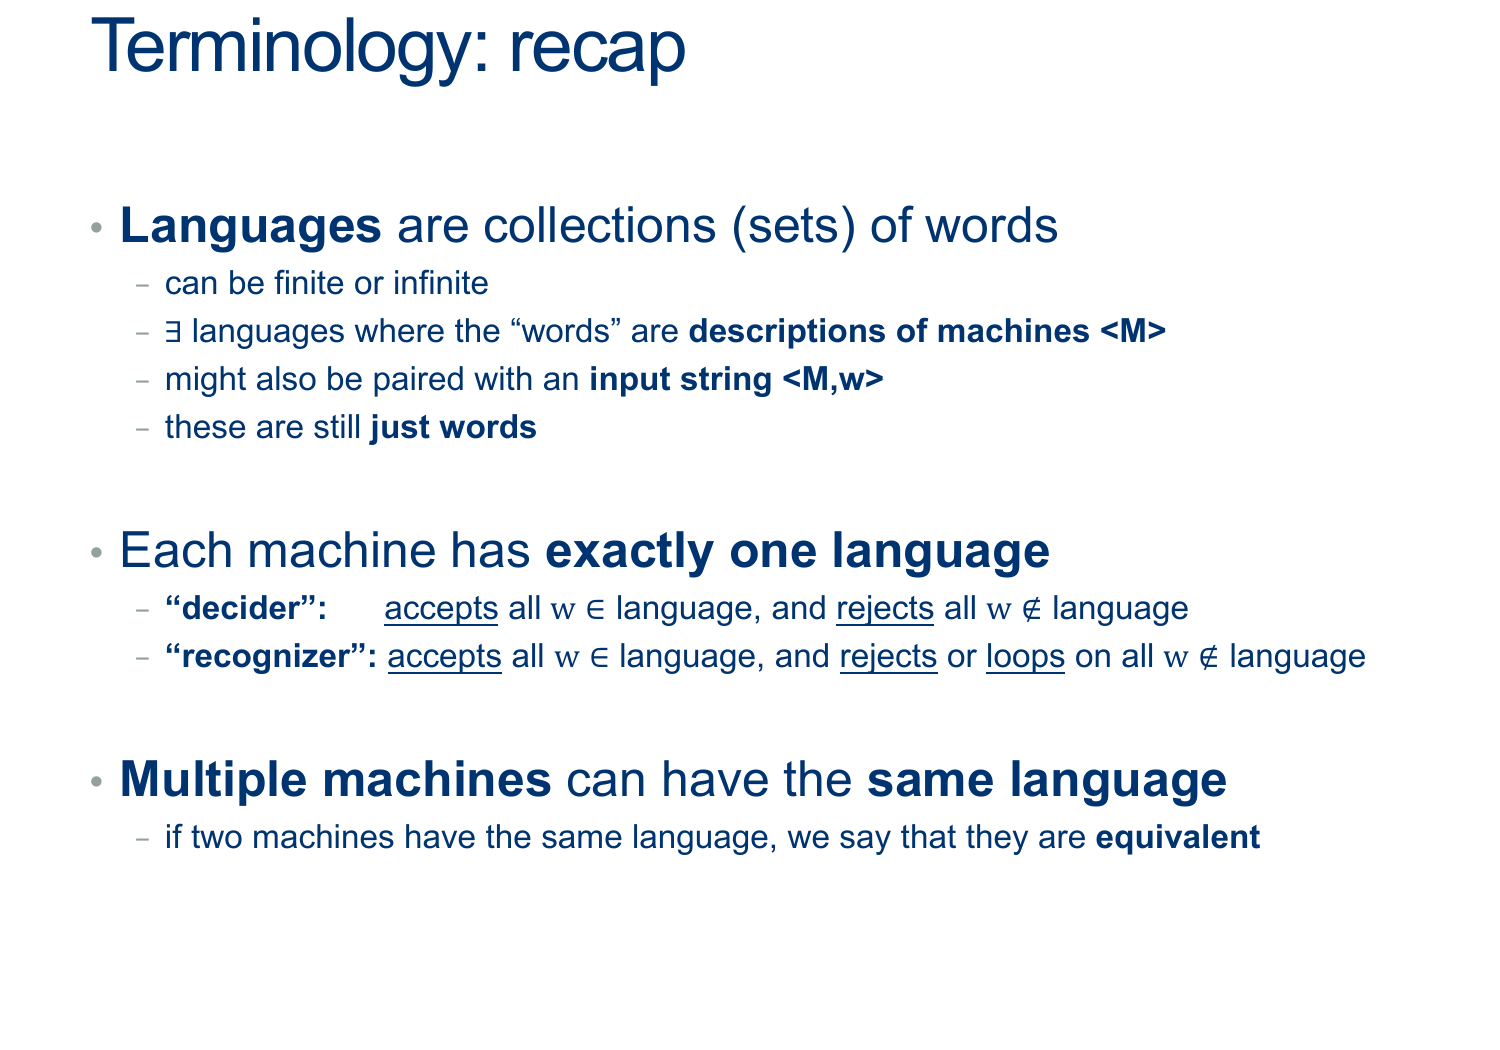 Terminology: recap
• Languages are collections (sets) of words
– can be finite or infinite
– ∃ languages where the “words” are descriptions of machines <M>
– might also be paired with an input string <M,w>
– these are still just words
• Each machine has exactly one language
– “decider”: accepts all w ∈ language, and rejects all w ∉ language
– “recognizer”: accepts all w ∈ language, and rejects or loops on all w ∉ language
• Multiple machines can have the same language
– if two machines have the same language, we say that they are equivalent